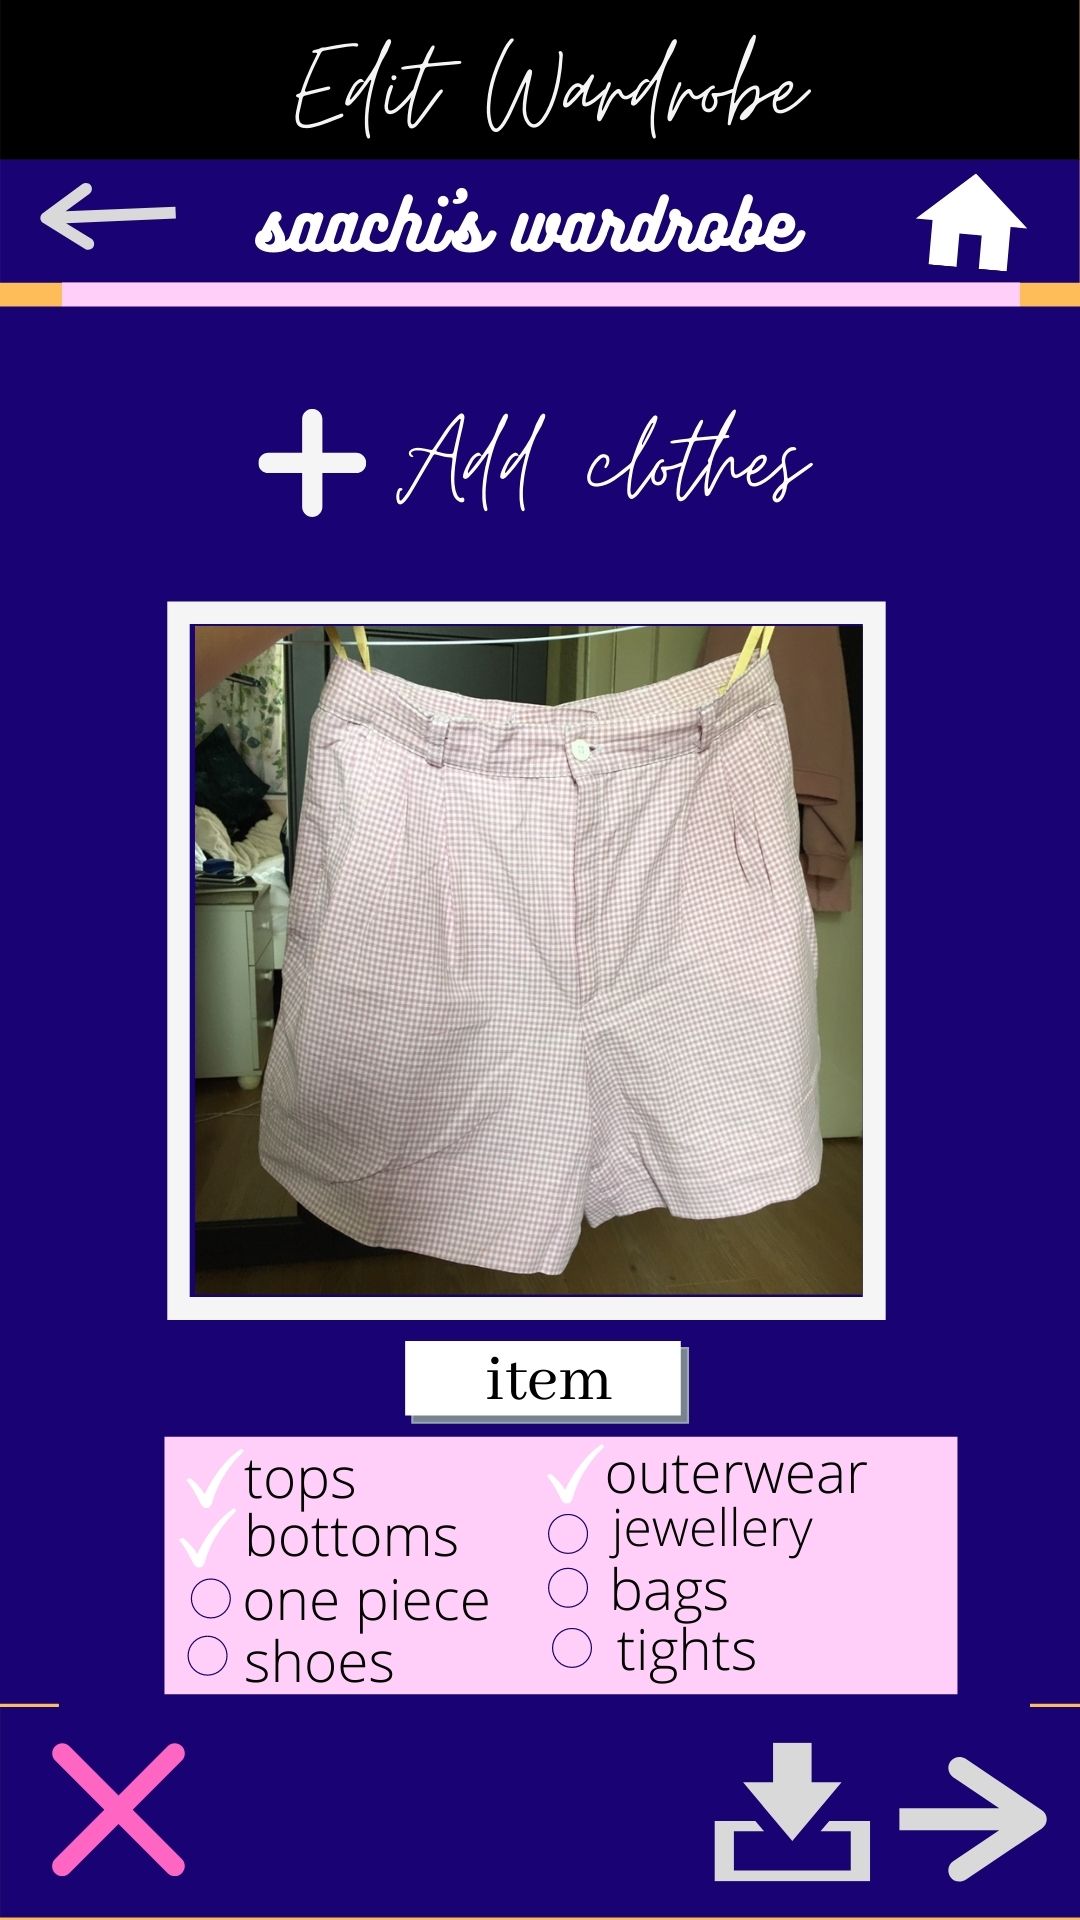 Edit Wardrobe
saachi's wardrobe
Add clothes
item
tops
bottoms
one piece
shoes
outerwear
jewellery
bags
tights